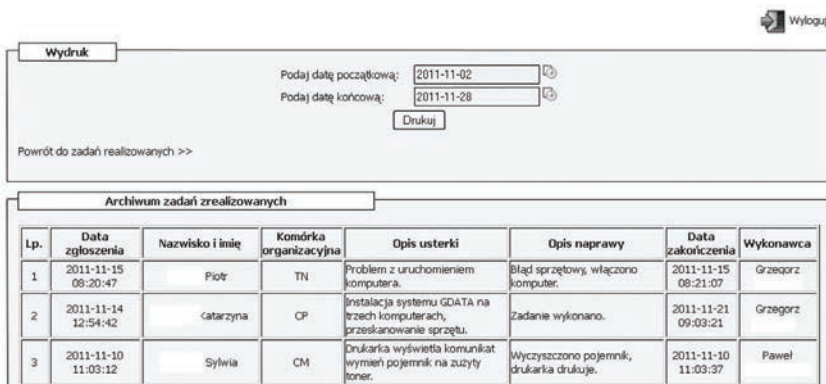 Wyloguj
Wydruk
Podaj datę początkową: 2011-11-02
Podaj datę końcową: 2011-11-28
Drukuj
Powrót do zadań realizowanych >>
Archiwum zadań zrealizowanych
Lp. Data zgłoszenia Nazwisko i imię Komórka organizacyjna Opis usterki Opis naprawy Data zakończenia Wykonawca
1 2011-11-15 08:20:47 Piotr TN Problem z uruchomieniem komputera. Błąd sprzętowy, włączono komputer. 2011-11-15 08:21:07 Grzegorz
2 2011-11-14 12:54:42 Katarzyna CP Instalacja systemu GDATA na trzech komputerach, przeskanowanie sprzętu. Zadanie wykonano. 2011-11-21 09:03:21 Grzegorz
3 2011-11-10 11:03:12 Sylwia CM Drukarka wyświetla komunikat wymień pojemnik na zużyty toner. Wyczyszczono pojemnik, drukarka drukuje. 2011-11-10 11:03:37 Paweł